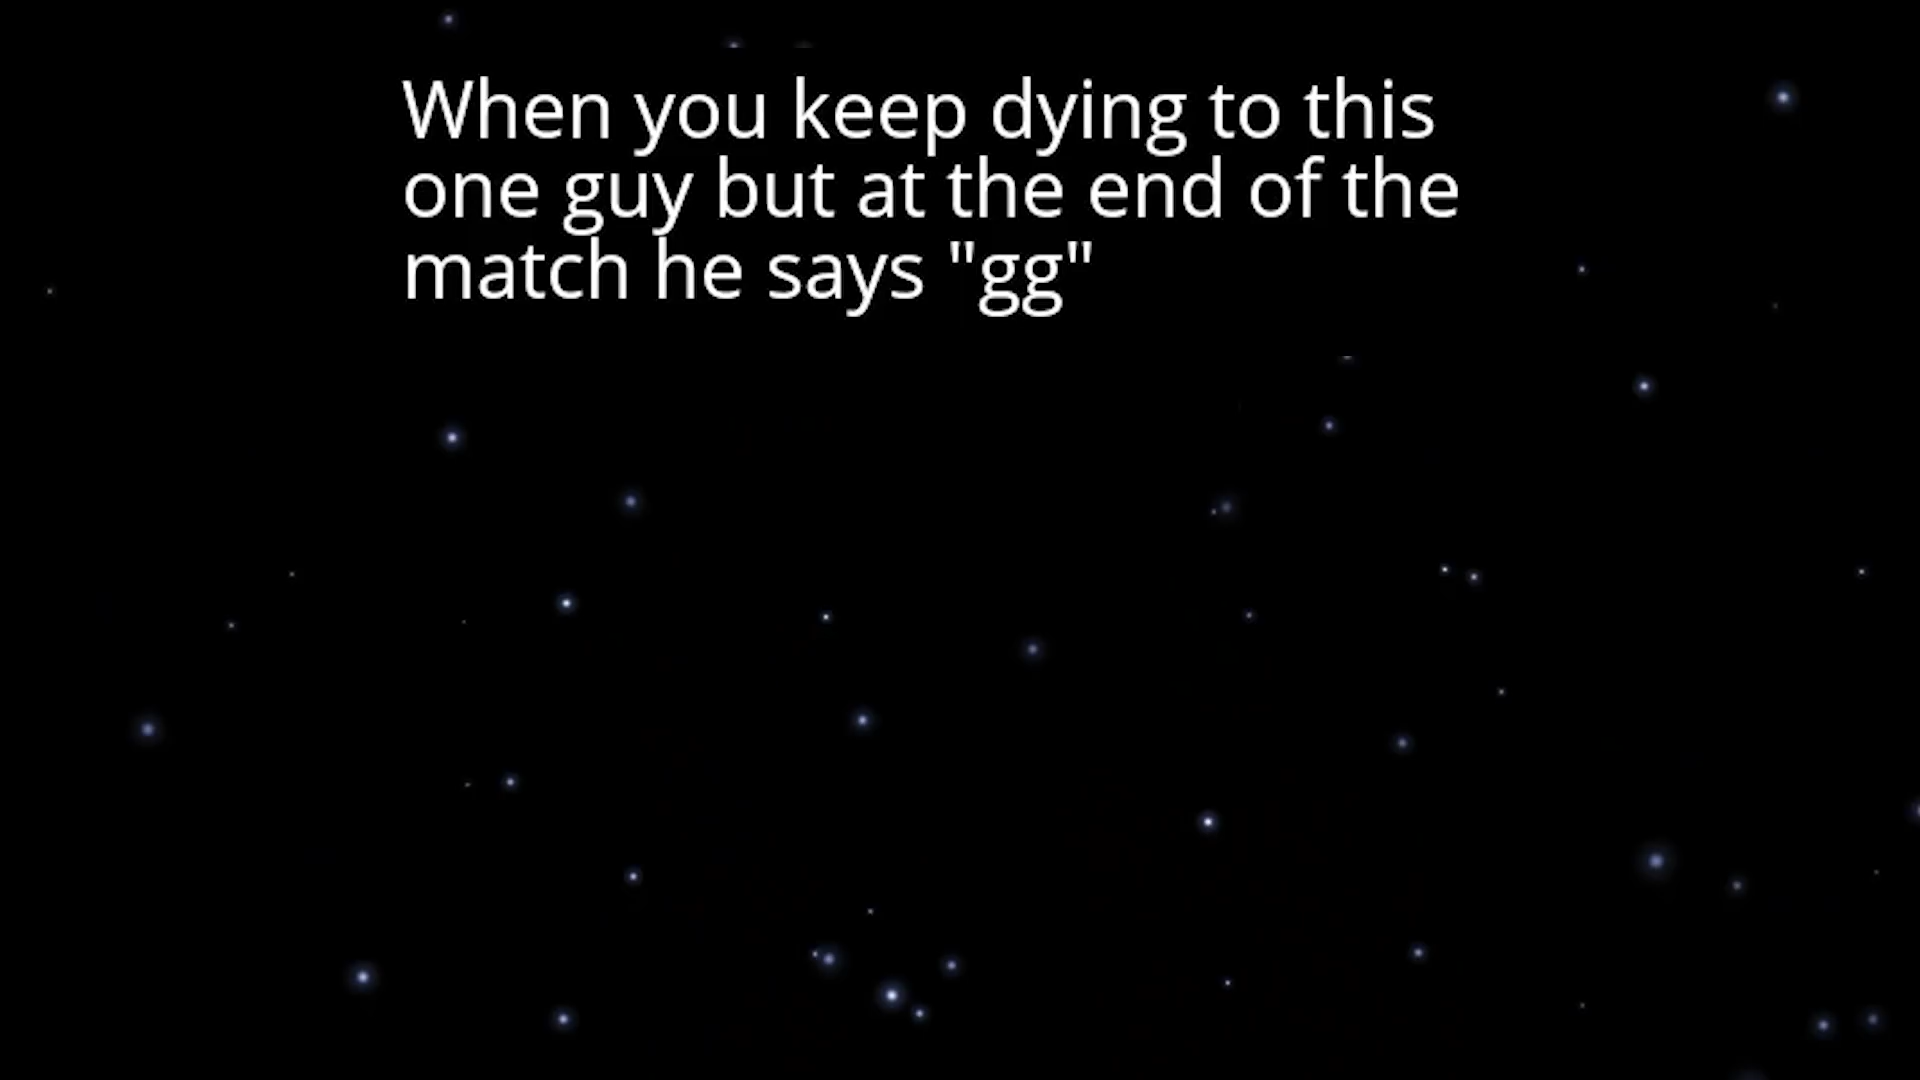 When you keep dying to this
one guy but at the end of the
match he says "gg"